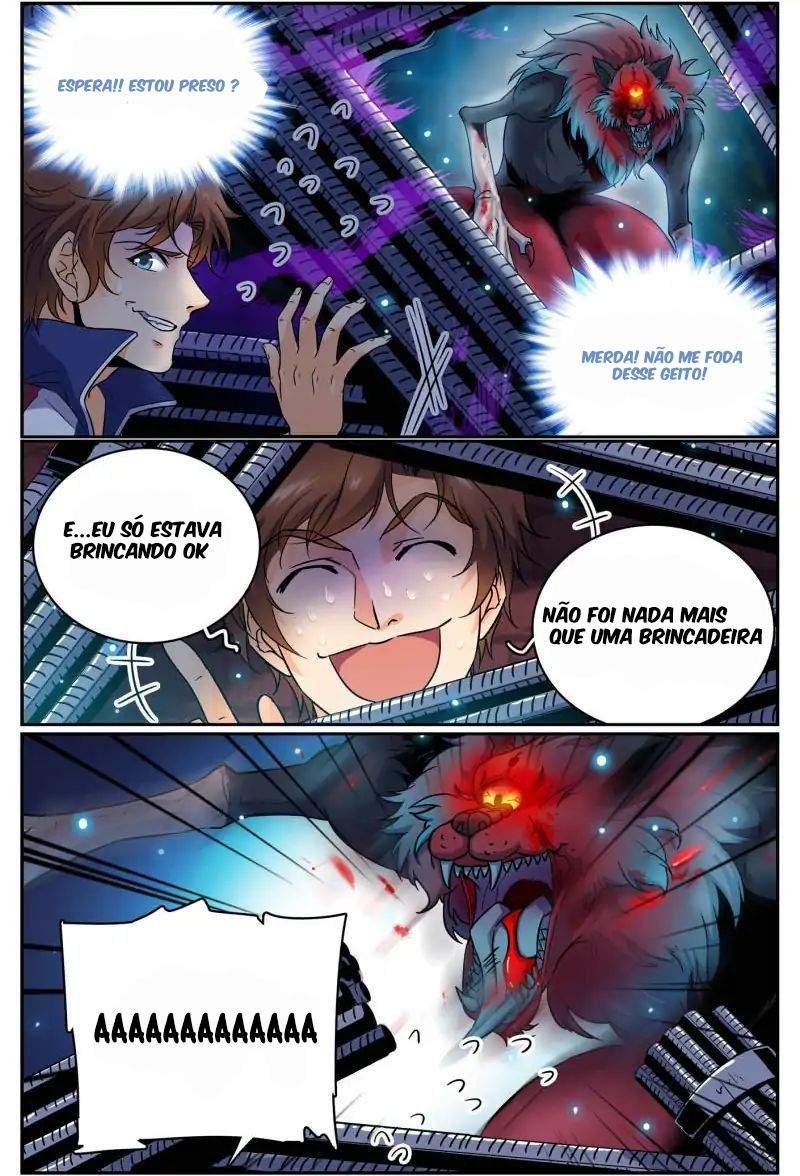 ESPERA!! ESTOU PRESO ?
MERDA! NÃO ME FODA
DESSE GEITO!
E...EU SÓ ESTAVA
BRINCANDO OK
NÃO FOI NADA MAIS
QUE UMA BRINCADEIRA
AAAAAAAAAAAAA